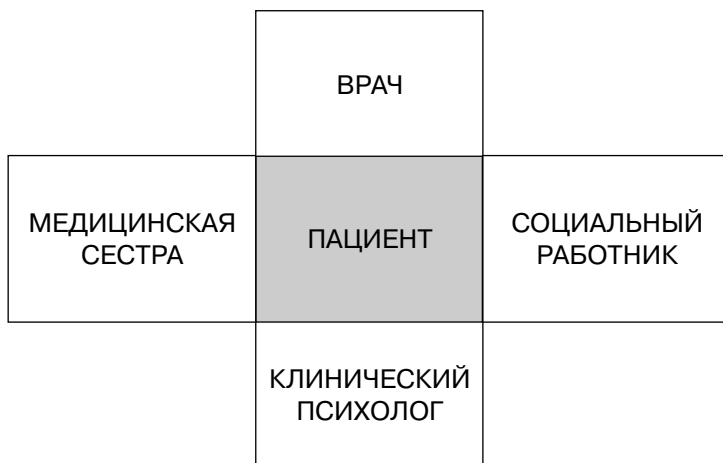 ВРАЧ
МЕДИЦИНСКАЯ
СЕСТРА
ПАЦИЕНТ
СОЦИАЛЬНЫЙ
РАБОТНИК
КЛИНИЧЕСКИЙ
ПСИХОЛОГ